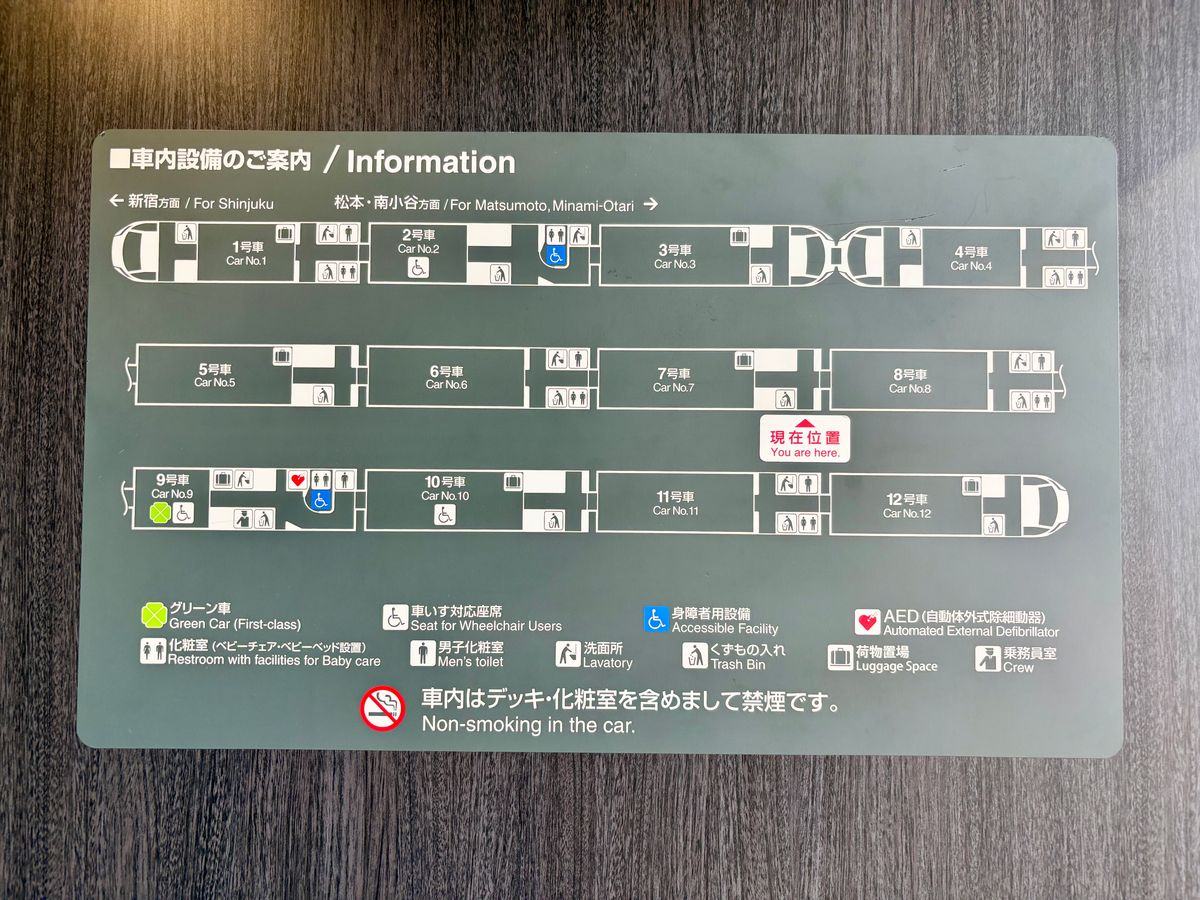 ■車内設備のご案内 / Information
← 新宿方面 / For Shinjuku 松本・南小谷方面 / For Matsumoto, Minami-Otari →
1号車
Car No.1
2号車
Car No.2
3号車
Car No.3
4号車
Car No.4
5号車
Car No.5
6号車
Car No.6
7号車
Car No.7
8号車
Car No.8
現在位置
You are here.
9号車
Car No.9
10号車
Car No.10
11号車
Car No.11
12号車
Car No.12
グリーン車
Green Car (First-class)
車いす対応座席
Seat for Wheelchair Users
身障者用設備
Accessible Facility
AED (自動体外式除細動器)
Automated External Defibrillator
化粧室 (ベビーチェア・ベビーベッド設置)
Restroom with facilities for Baby care
男子化粧室
Men's toilet
洗面所
Lavatory
くずもの入れ
Trash Bin
荷物置場
Luggage Space
乗務員室
Crew
車内はデッキ・化粧室を含めまして禁煙です。
Non-smoking in the car.